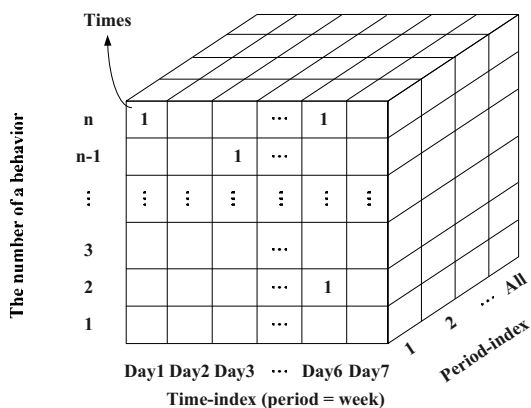 Times
The number of a behavior
n 1 ··· 1
n-1 1 ···
⋮ ⋮ ⋮ ⋮ ⋮ ⋮ ⋮
3 ···
2 ··· 1
1 ···
Day1 Day2 Day3 ··· Day6 Day7
Time-index (period = week)
1 2 ··· All
Period-index